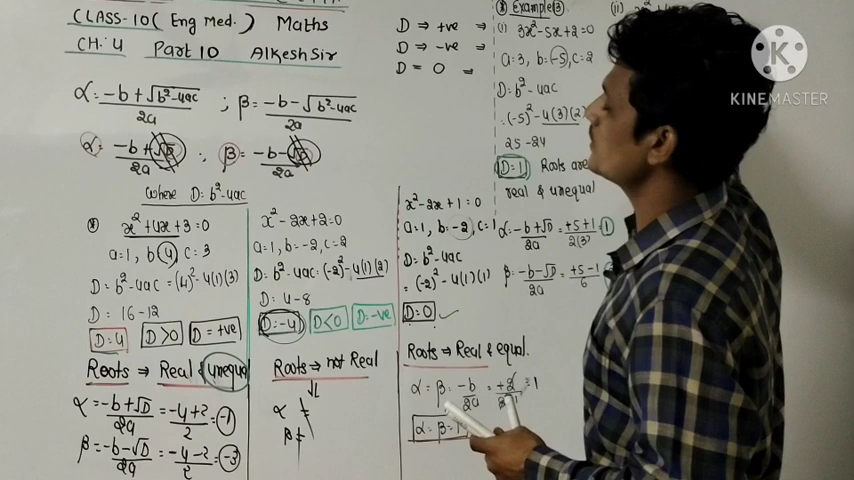 CLASS-10 (Eng Med.) Maths
CH:4 Part 10 Alkesh Sir
α = -b + √b²-4ac / 2a ; β = -b - √b²-4ac / 2a
α = -b + √D / 2a ; β = -b - √D / 2a
Where D = b²-4ac
x² + 4x + 3 = 0
a=1, b=4, c=3
D = b²-4ac = (4)² - 4(1)(3)
D = 16-12
D=4 D>0 D=+ve
Roots ⇒ Real & unequal
α = -b+√D / 2a = -4+2 / 2 = -1
β = -b-√D / 2a = -4-2 / 2 = -3
x² - 2x + 2 = 0
a=1, b=-2, c=2
D = b²-4ac = (-2)² - 4(1)(2)
D = 4-8
D=-4 D<0 D=-ve
Roots ⇒ not Real
α
β
D ⇒ +ve ⇒
D ⇒ -ve ⇒
D = 0 ⇒
x² - 2x + 1 = 0
a=1, b=-2, c=1
D = b²-4ac
= (-2)² - 4(1)(1)
D=0
Roots ⇒ Real & equal.
α = β = -b / 2a = +2 / = 1
α = β = 1
Example 3
(i) 3x² - 5x + 2 = 0
a=3, b=-5, c=2
D = b²-4ac
= (-5)² - 4(3)(2)
25-24
D=1 Roots are
real & unequal
α = -b+√D / 2a = +5+1 / 2(3) = 1
β = -b-√D / 2a = +5-1 / 6
(ii)
KINEMASTER